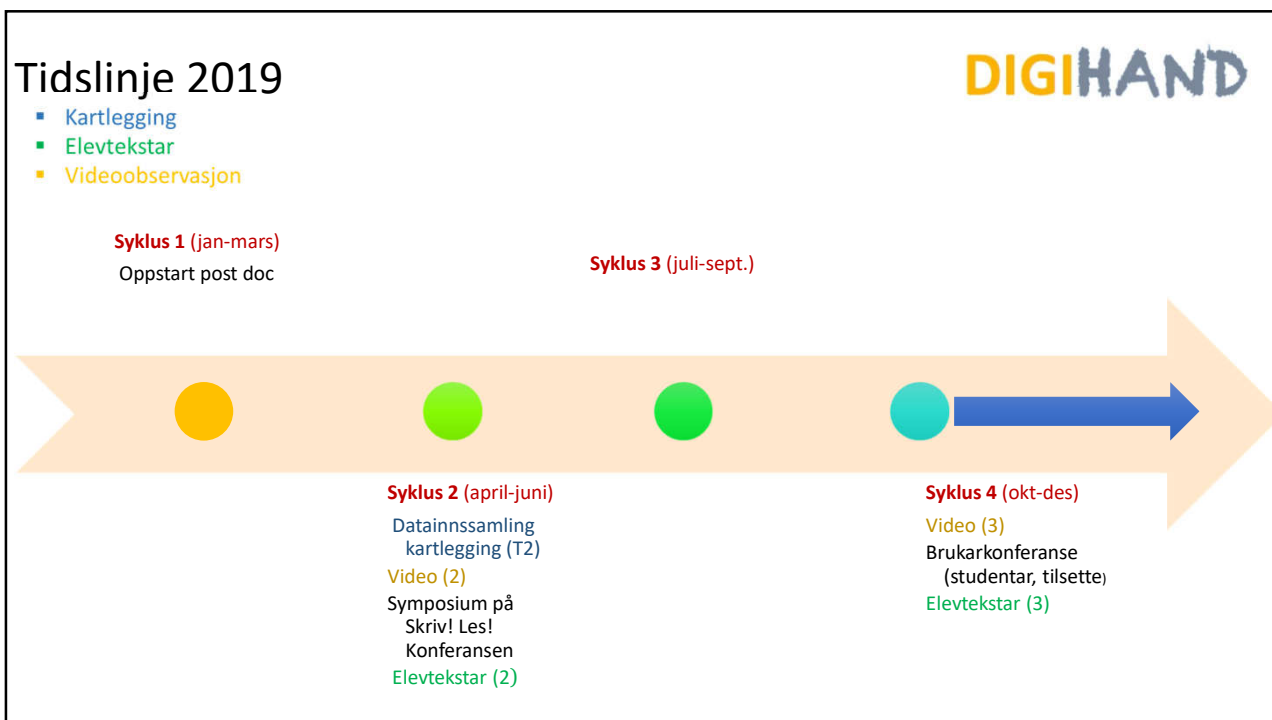 Tidslinje 2019
DIGIHAND
▪ Kartlegging
▪ Elevtekstar
▪ Videoobservasjon
Syklus 1 (jan-mars)
Oppstart post doc
Syklus 3 (juli-sept.)
Syklus 2 (april-juni)
Datainnssamling
kartlegging (T2)
Video (2)
Symposium på
Skriv! Les!
Konferansen
Elevtekstar (2)
Syklus 4 (okt-des)
Video (3)
Brukarkonferanse
(studentar, tilsette)
Elevtekstar (3)